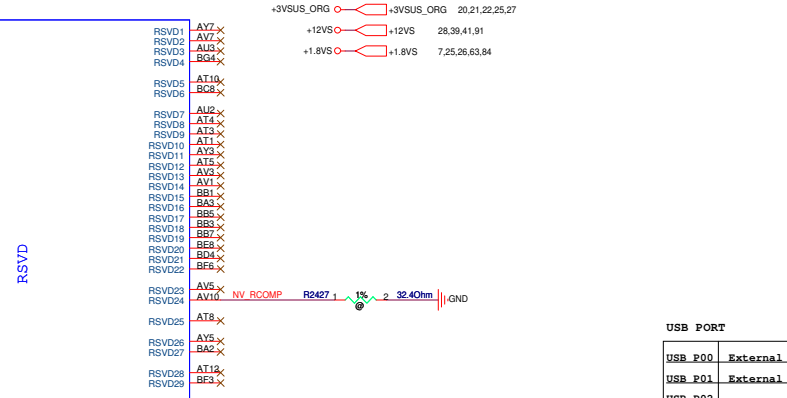 +3VSUS_ORG +3VSUS_ORG 20,21,22,25,27
+12VS +12VS 28,39,41,91
+1.8VS +1.8VS 7,25,26,63,84
RSVD
RSVD1 AY7
RSVD2 AV7
RSVD3 AU3
RSVD4 BG4
RSVD5 AT10
RSVD6 BC8
RSVD7 AU2
RSVD8 AT4
RSVD9 AT3
RSVD10 AT1
RSVD11 AY3
RSVD12 AT5
RSVD13 AV3
RSVD14 AV1
RSVD15 BB1
RSVD16 BA3
RSVD17 BB5
RSVD18 BB3
RSVD19 BB7
RSVD20 BE8
RSVD21 BD4
RSVD22 BF6
RSVD23 AV5
RSVD24 AV10 NV_RCOMP R2427 1 1% 2 32.4Ohm GND
@
RSVD25 AT8
RSVD26 AY5
RSVD27 BA2
RSVD28 AT12
RSVD29 BF3
USB PORT
USB P00 External
USB P01 External